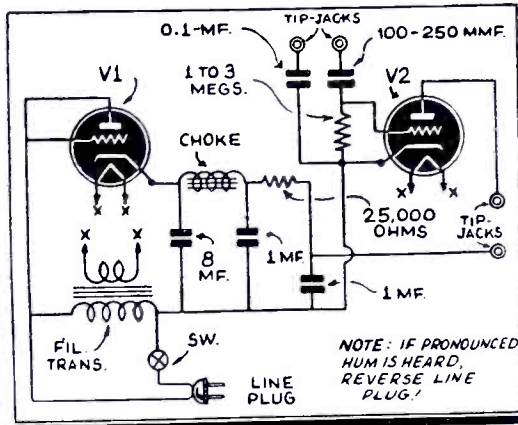 TIP-JACKS
0.1-MF.
100-250 MMF.
V1
1 TO 3
MEGS.
V2
CHOKE
X X
X X
X X
25,000
OHMS
TIP-
JACKS
8
MF.
1 MF.
1 MF.
FIL.
TRANS.
SW.
LINE
PLUG
NOTE: IF PRONOUNCED
HUM IS HEARD,
REVERSE LINE
PLUG!